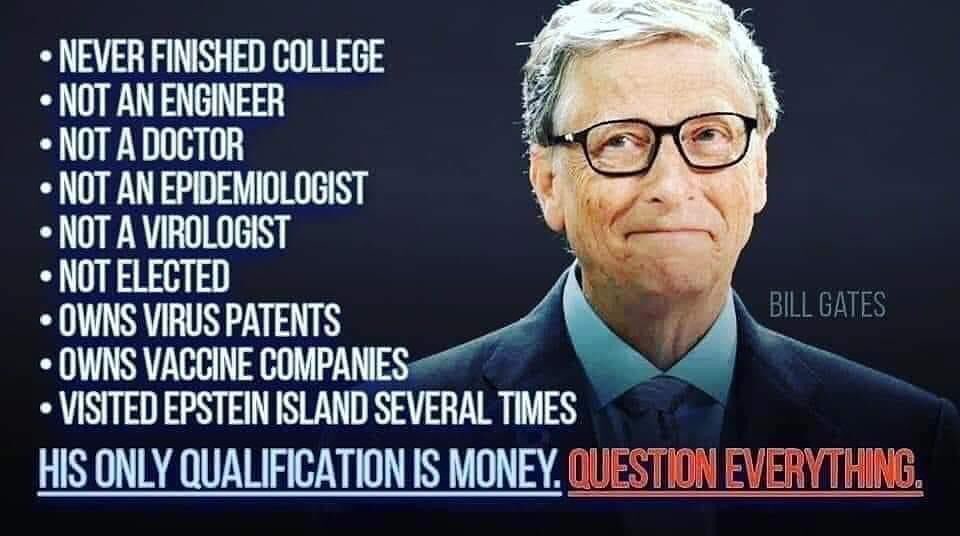 • NEVER FINISHED COLLEGE
• NOT AN ENGINEER
• NOT A DOCTOR
• NOT AN EPIDEMIOLOGIST
• NOT A VIROLOGIST
• NOT ELECTED
• OWNS VIRUS PATENTS
• OWNS VACCINE COMPANIES
• VISITED EPSTEIN ISLAND SEVERAL TIMES
BILL GATES
HIS ONLY QUALIFICATION IS MONEY. QUESTION EVERYTHING.